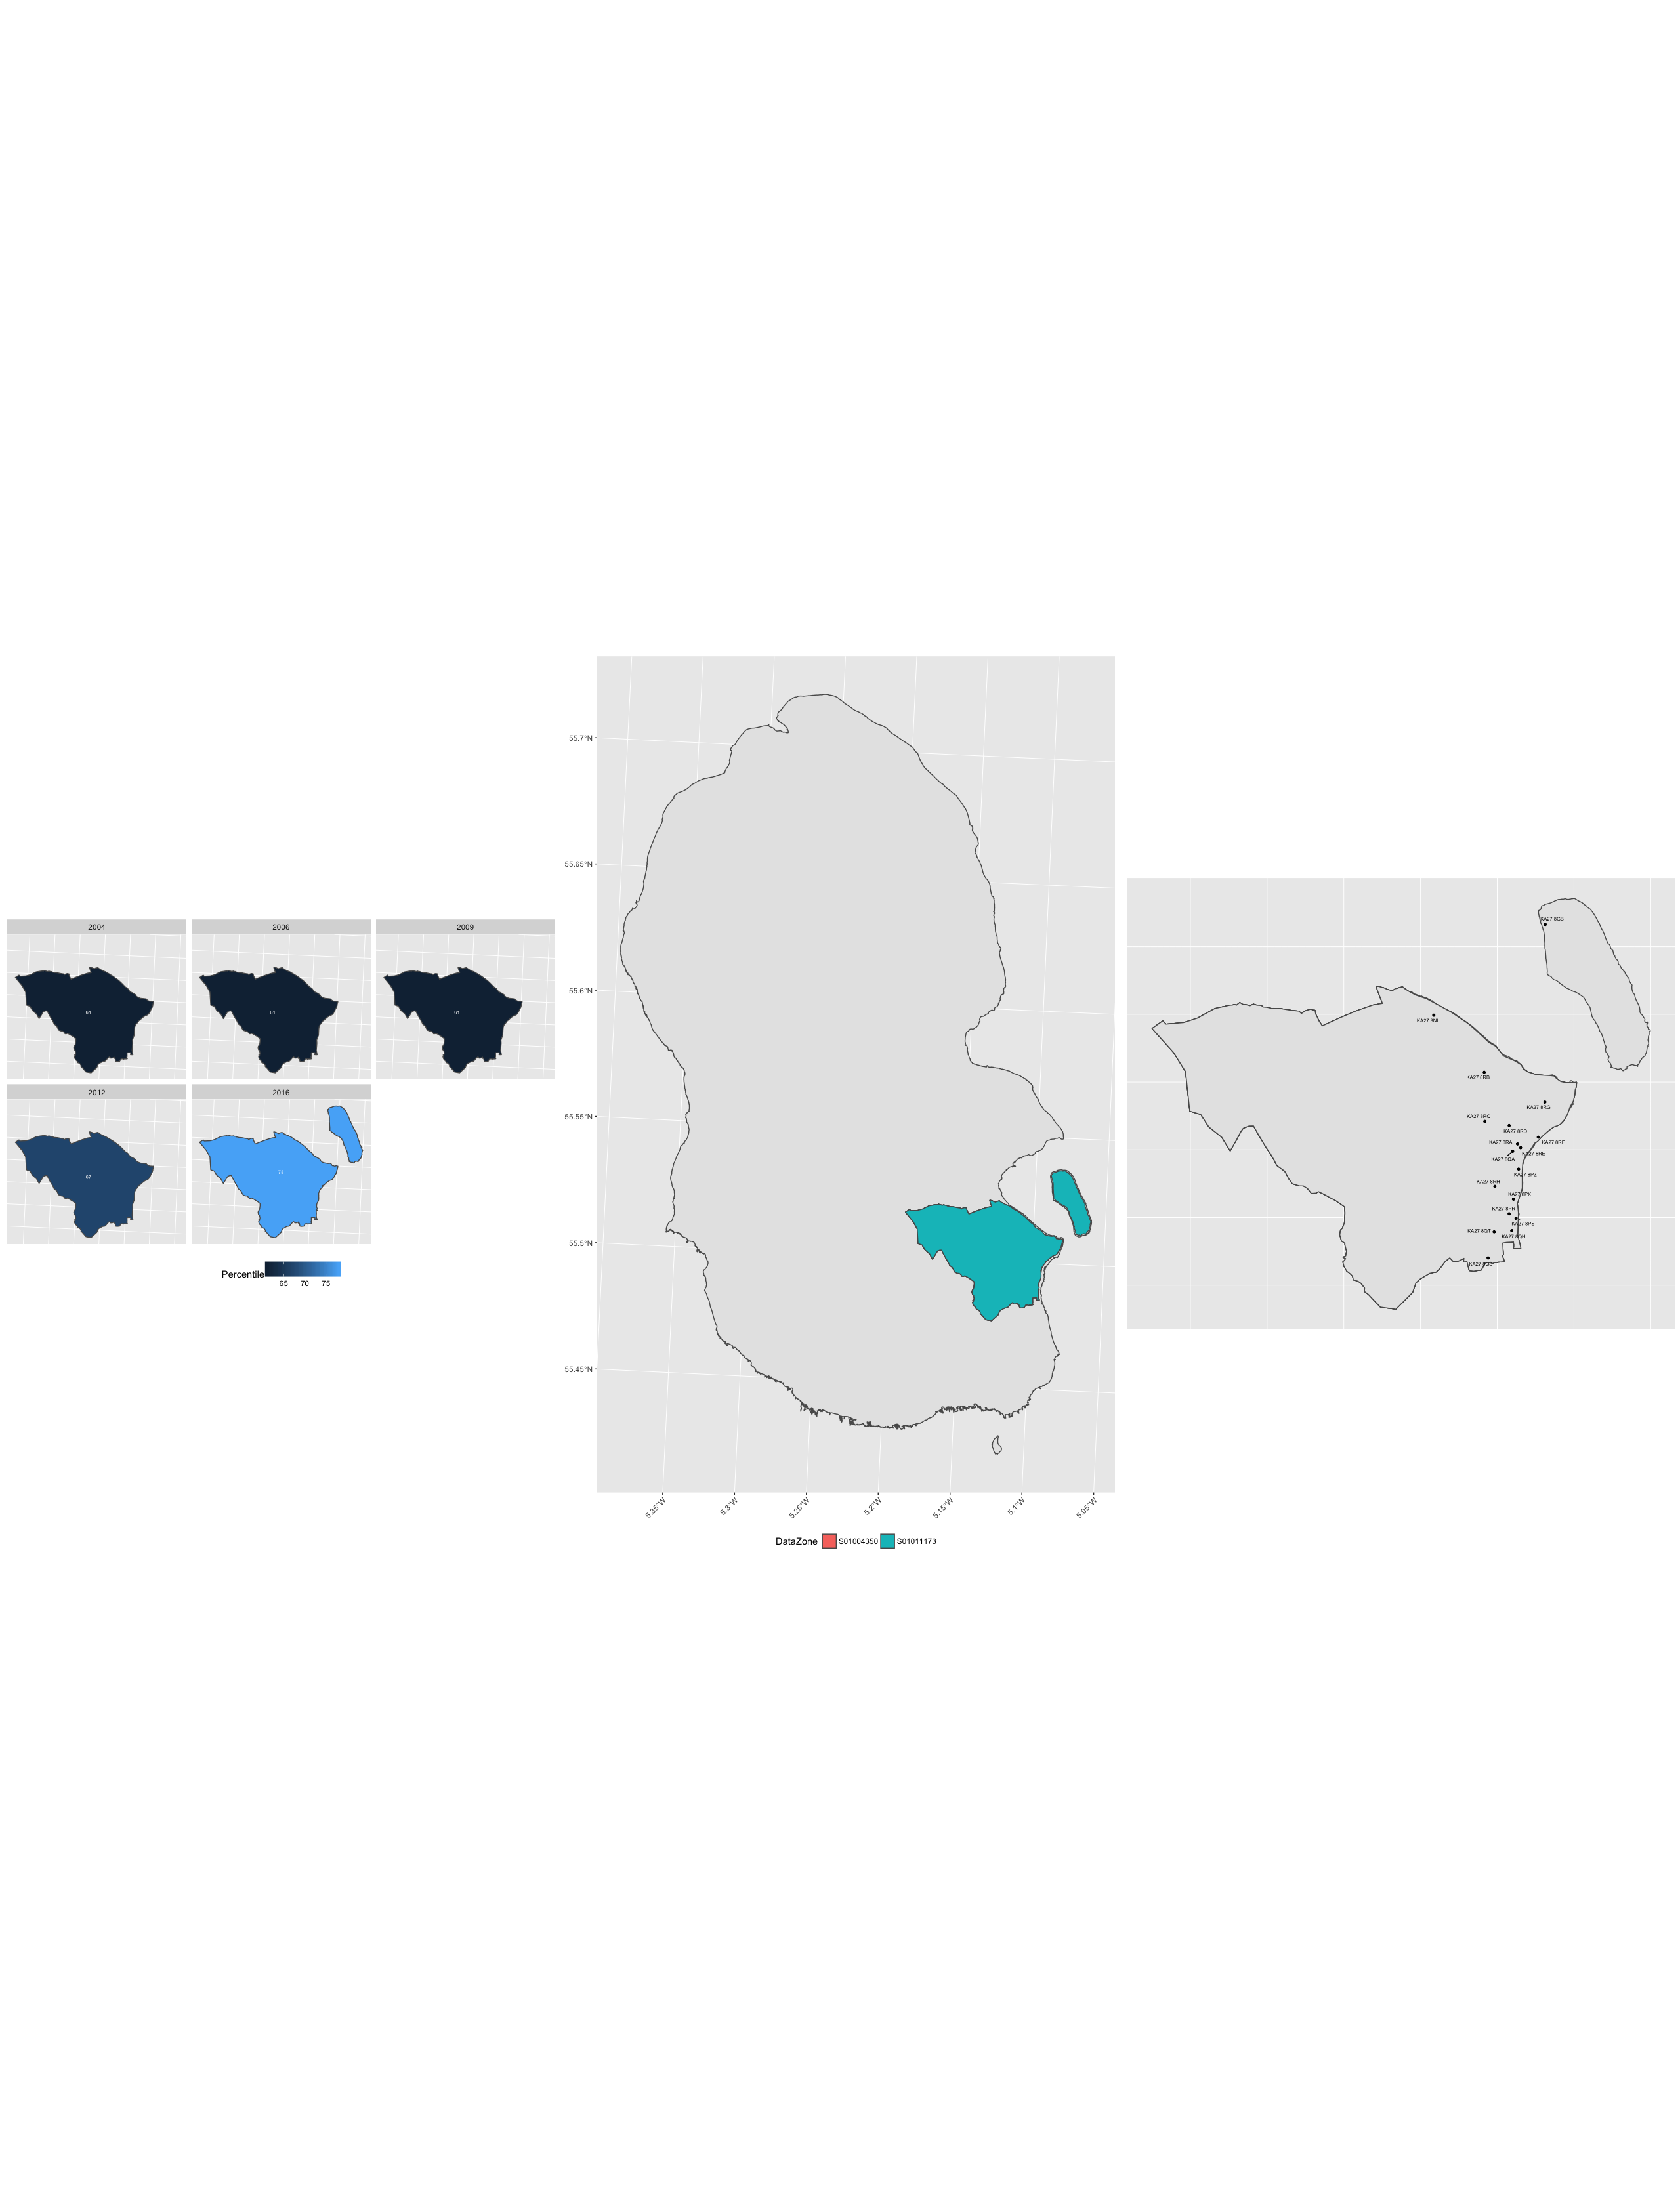 2004
2006
2009
61
61
61
2012
2016
67
Percentile
65
70
75
55.7°N
55.65°N
55.6°N
55.55°N
55.5°N
55.45°N
5.35°W
5.3°W
5.25°W
5.2°W
5.15°W
5.1°W
5.05°W
DataZone
S01004350
S01011173
KA27 8GB
KA27 8NL
KA27 8RB
KA27 8RG
KA27 8RQ
KA27 8RD
KA27 8RA
KA27 8RF
KA27 8RE
KA27 8QA
KA27 8PZ
KA27 8RH
KA27 8PX
KA27 8PR
KA27 8PS
KA27 8QT
KA27 8QH
KA27